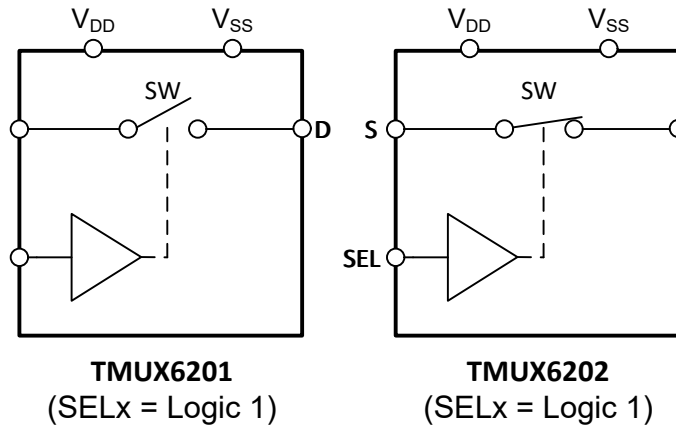 VDD VSS VDD VSS
SW SW
D S
SEL
TMUX6201 TMUX6202
(SELx = Logic 1) (SELx = Logic 1)